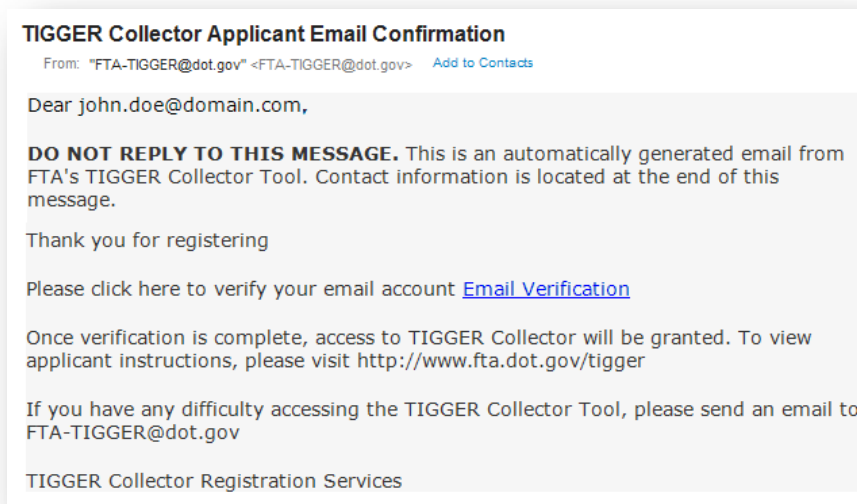 TIGGER Collector Applicant Email Confirmation
From: "FTA-TIGGER@dot.gov" <FTA-TIGGER@dot.gov> Add to Contacts
Dear john.doe@domain.com,
DO NOT REPLY TO THIS MESSAGE. This is an automatically generated email from
FTA's TIGGER Collector Tool. Contact information is located at the end of this
message.
Thank you for registering
Please click here to verify your email account Email Verification
Once verification is complete, access to TIGGER Collector will be granted. To view
applicant instructions, please visit http://www.fta.dot.gov/tigger
If you have any difficulty accessing the TIGGER Collector Tool, please send an email to
FTA-TIGGER@dot.gov
TIGGER Collector Registration Services